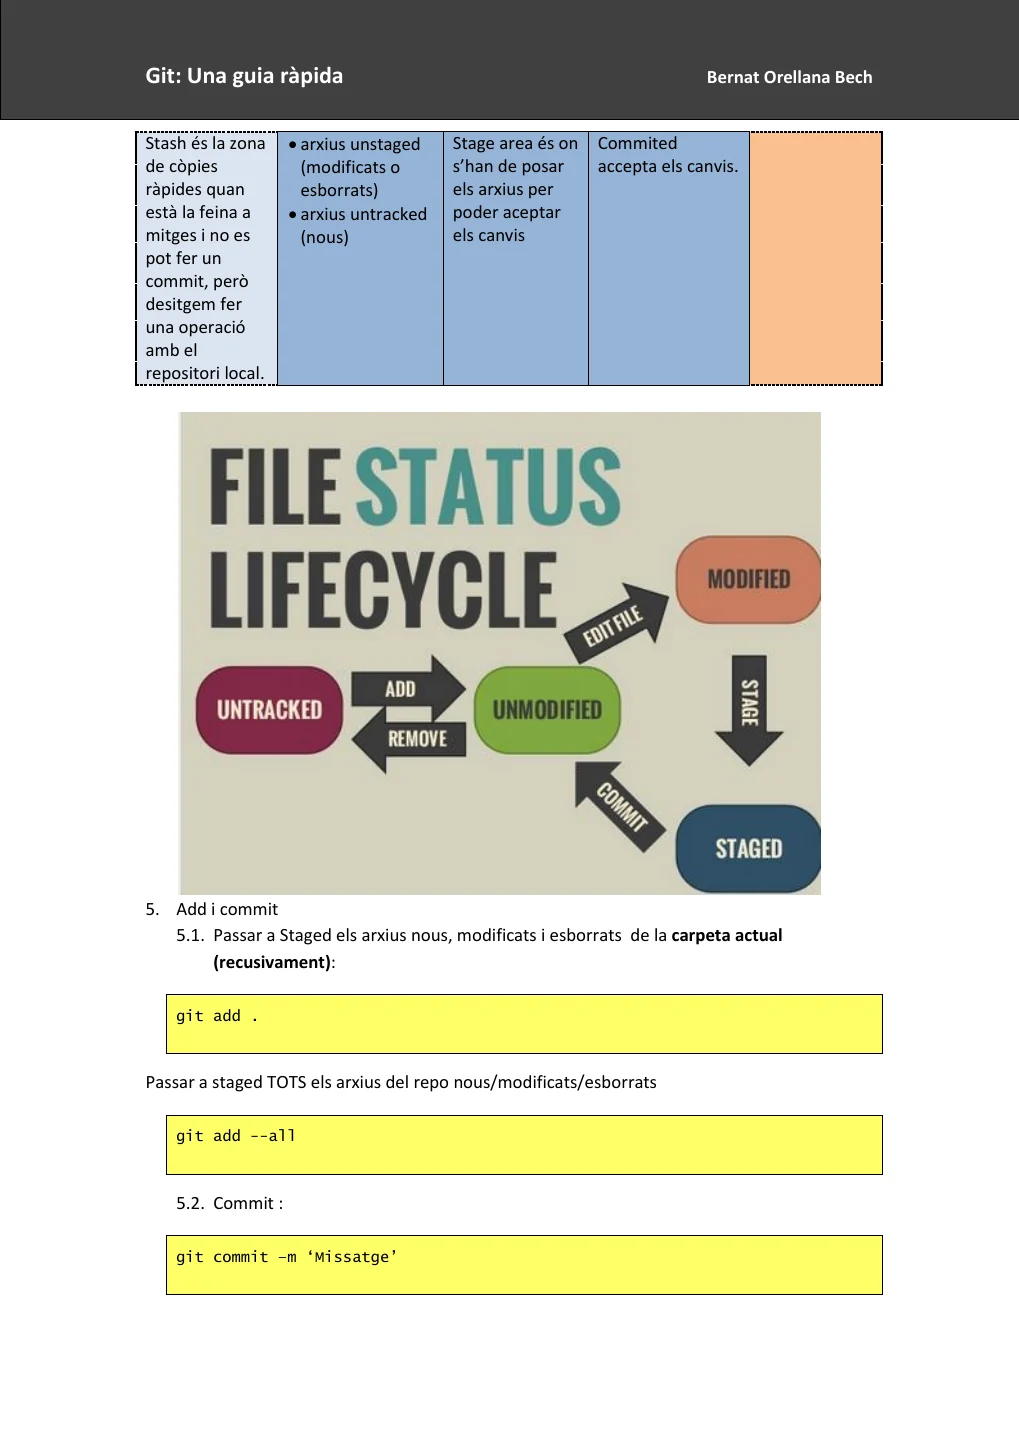 Git: Una guia ràpida
Bernat Orellana Bech
Stash és la zona
de còpies
ràpides quan
està la feina a
mitges i no es
pot fer un
commit, però
desitgem fer
una operació
amb el
repositori local.
• arxius unstaged
(modificats o
esborrats)
• arxius untracked
(nous)
Stage area és on
s’han de posar
els arxius per
poder aceptar
els canvis
Commited
accepta els canvis.
FILE STATUS
LIFECYCLE
MODIFIED
EDIT FILE
UNTRACKED
ADD
REMOVE
UNMODIFIED
STAGE
COMMIT
STAGED
5. Add i commit
5.1. Passar a Staged els arxius nous, modificats i esborrats de la carpeta actual
(recusivament):
git add .
Passar a staged TOTS els arxius del repo nous/modificats/esborrats
git add --all
5.2. Commit :
git commit –m ‘Missatge’